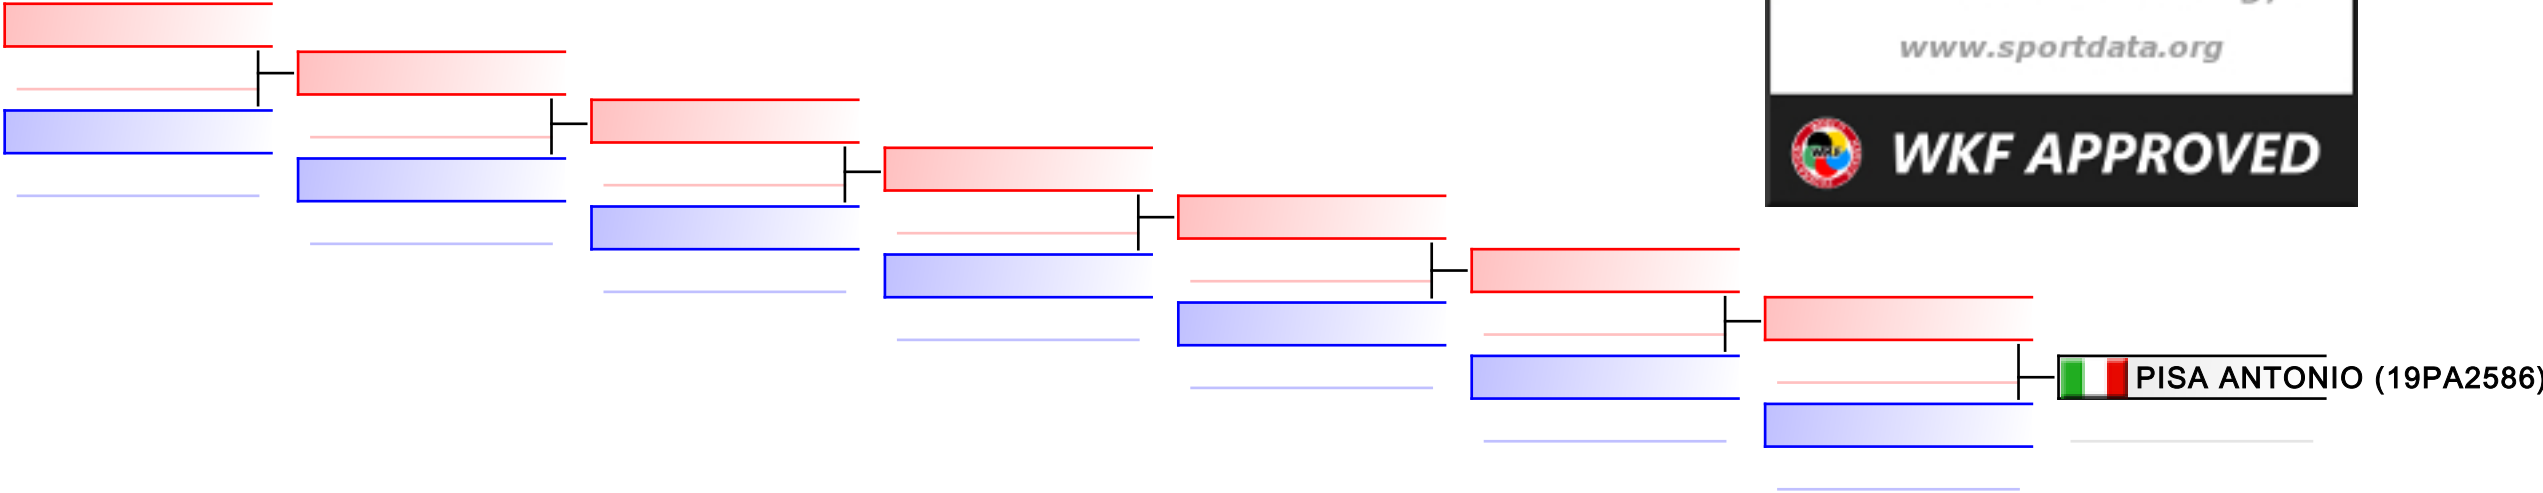 www.sportdata.org
WKF APPROVED
PISA ANTONIO (19PA2586)